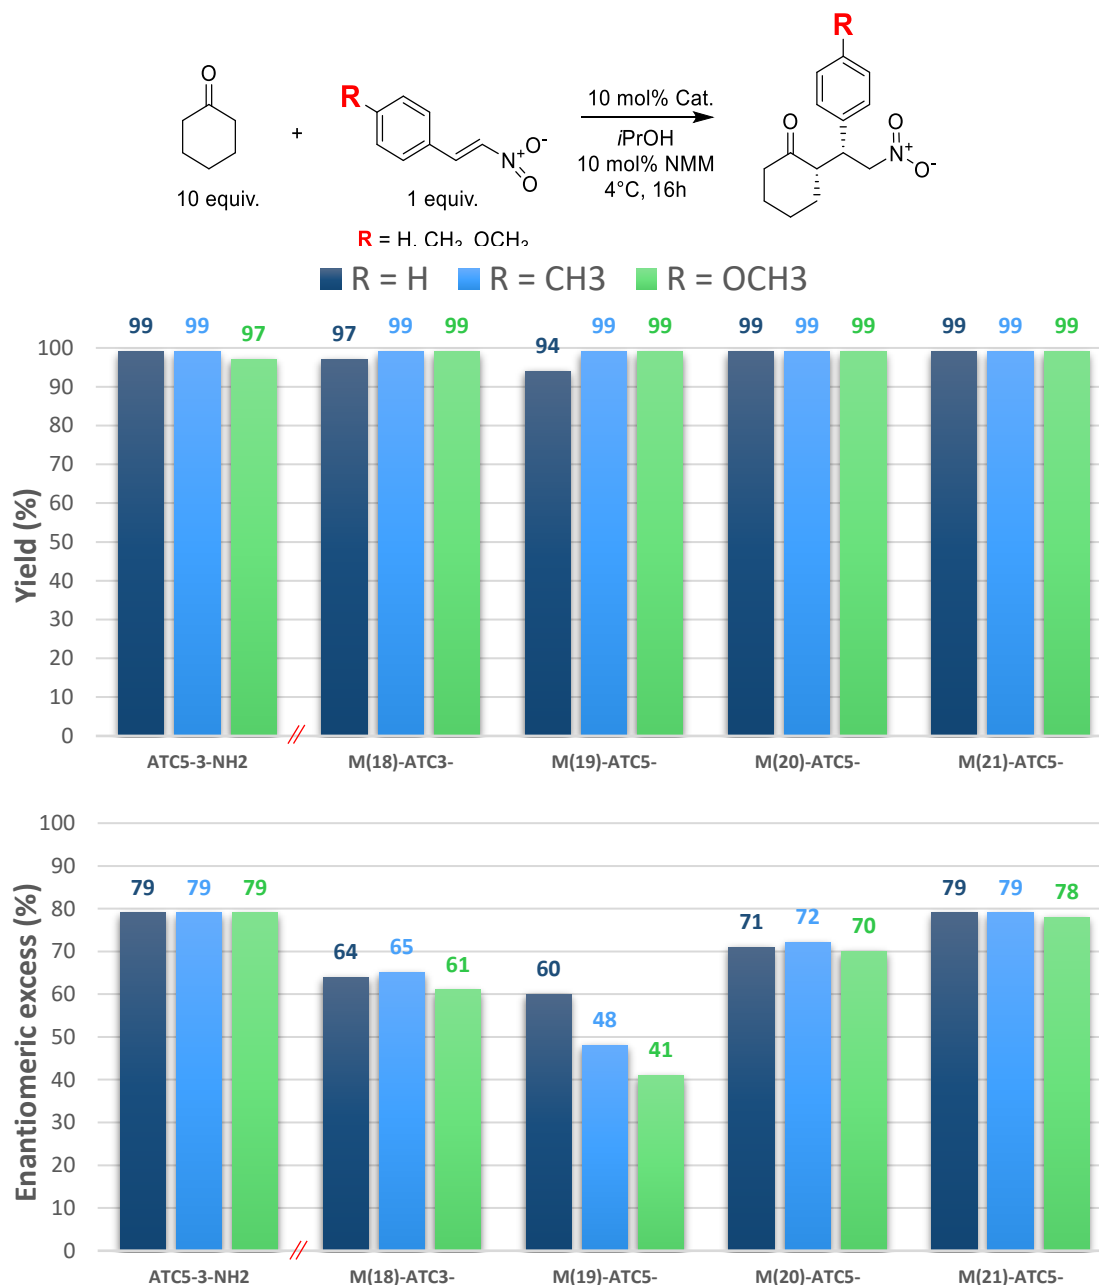 R
O
O
R
+
N+
O-
O
10 equiv.
1 equiv.
10 mol% Cat.
iPrOH
10 mol% NMM
4°C, 16h
R
O
O
N+
O-
R = H, CH3, OCH3
R = H R = CH3 R = OCH3
99 99 97 97 99 99 94 99 99 99 99 99 99 99 99
Yield (%)
100
90
80
70
60
50
40
30
20
10
0
ATC5-3-NH2 M(18)-ATC3- M(19)-ATC5- M(20)-ATC5- M(21)-ATC5-
Enantiomeric excess (%)
100
90
80
70
60
50
40
30
20
10
0
79 79 79 64 65 61 60 48 41 71 72 70 79 79 78
ATC5-3-NH2 M(18)-ATC3- M(19)-ATC5- M(20)-ATC5- M(21)-ATC5-